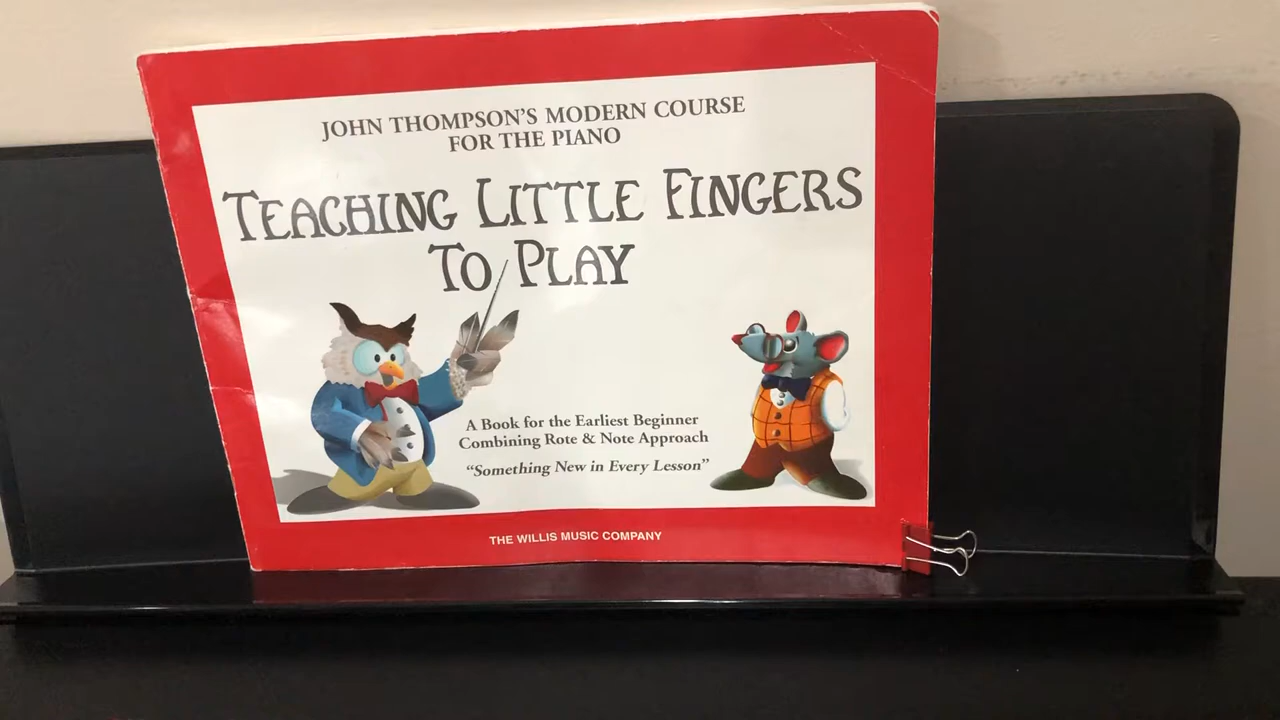 JOHN THOMPSON'S MODERN COURSE
FOR THE PIANO
TEACHING LITTLE FINGERS
TO PLAY
A Book for the Earliest Beginner
Combining Rote & Note Approach
“Something New in Every Lesson”
THE WILLIS MUSIC COMPANY